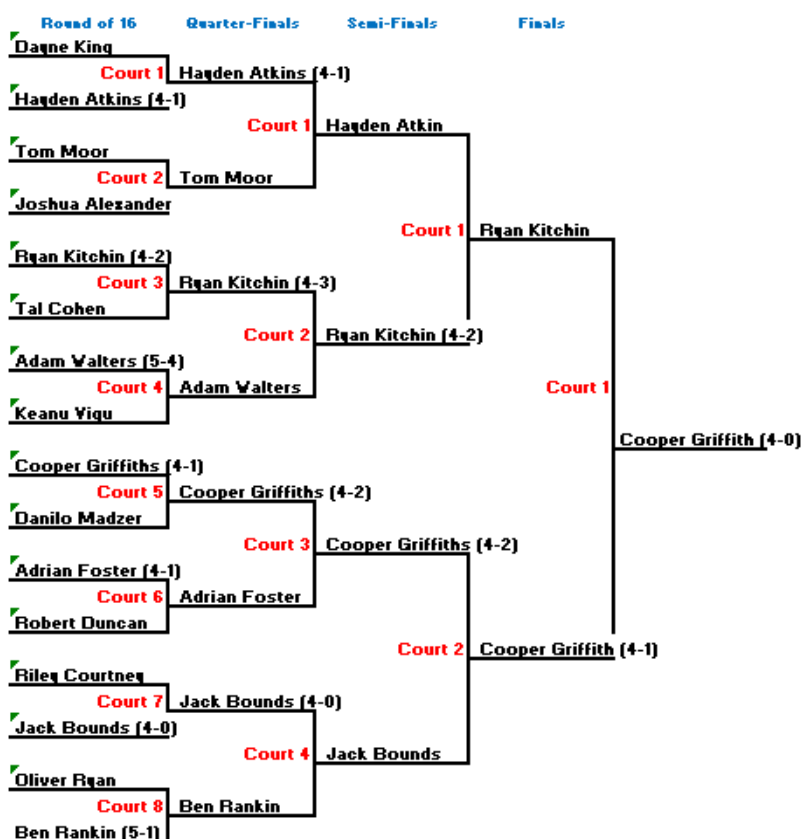 Round of 16 Quarter-Finals Semi-Finals Finals
Dayne King
Court 1 Hayden Atkins (4-1)
Hayden Atkins (4-1)
Court 1 Hayden Atkin
Tom Moor
Court 2 Tom Moor
Joshua Alexander
Court 1 Ryan Kitchin
Ryan Kitchin (4-2)
Court 3 Ryan Kitchin (4-3)
Tal Cohen
Court 2 Ryan Kitchin (4-2)
Adam Walters (5-4)
Court 4 Adam Walters Court 1
Keanu Viqu
Cooper Griffith (4-0)
Cooper Griffiths (4-1)
Court 5 Cooper Griffiths (4-2)
Danilo Madzer
Court 3 Cooper Griffiths (4-2)
Adrian Foster (4-1)
Court 6 Adrian Foster
Robert Duncan
Court 2 Cooper Griffith (4-1)
Riley Courtney
Court 7 Jack Bounds (4-0)
Jack Bounds (4-0)
Court 4 Jack Bounds
Oliver Ryan
Court 8 Ben Rankin
Ben Rankin (5-1)